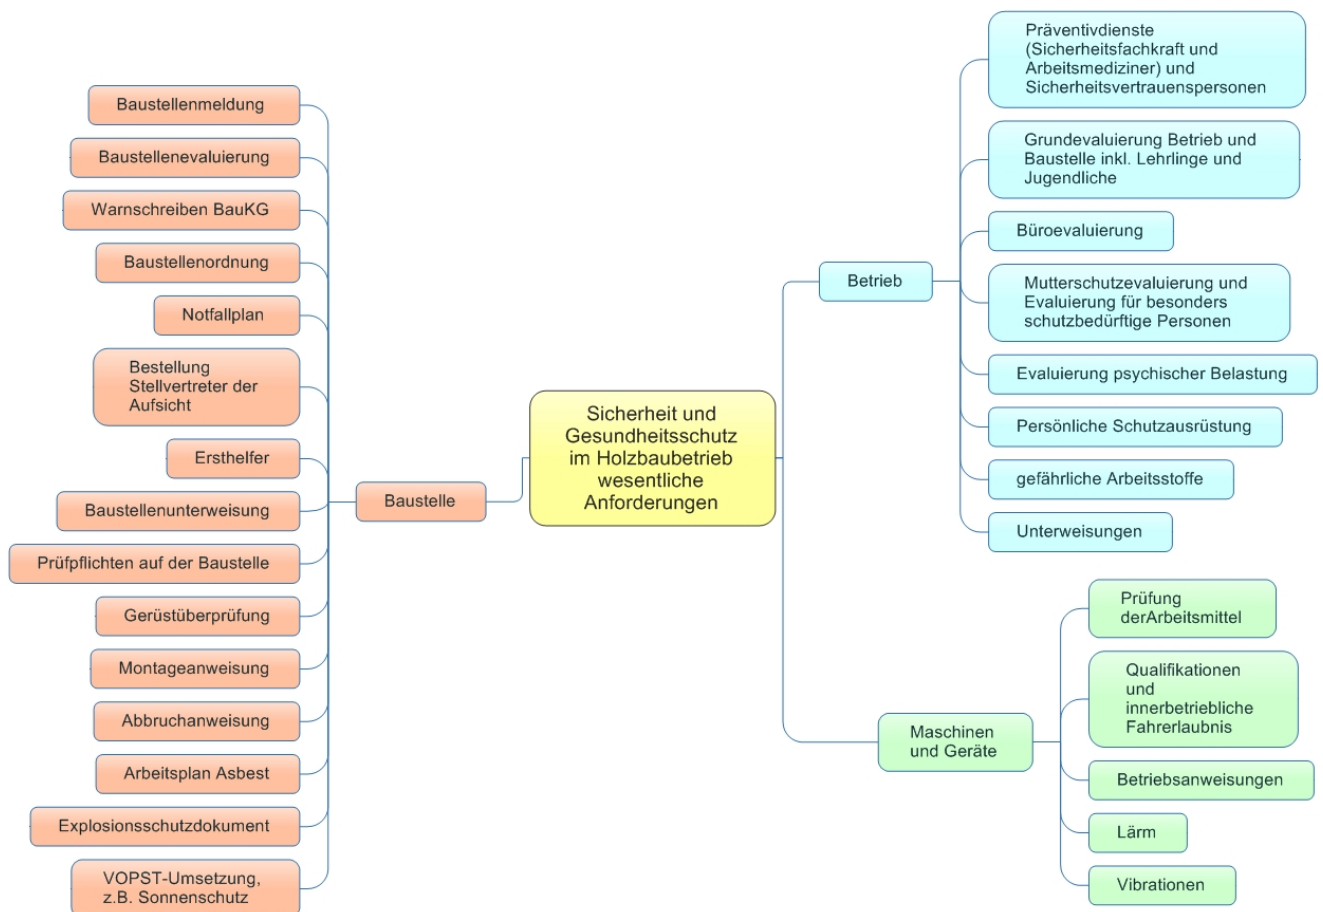 Baustellenmeldung
Baustellenevaluierung
Warnschreiben BauKG
Baustellenordnung
Notfallplan
Bestellung
Stellvertreter der
Aufsicht
Ersthelfer
Baustellenunterweisung
Prüfpflichten auf der Baustelle
Gerüstüberprüfung
Montageanweisung
Abbruchanweisung
Arbeitsplan Asbest
Explosionsschutzdokument
VOPST-Umsetzung,
z.B. Sonnenschutz
Baustelle
Sicherheit und
Gesundheitsschutz
im Holzbaubetrieb
wesentliche
Anforderungen
Betrieb
Präventivdienste
(Sicherheitsfachkraft und
Arbeitsmediziner) und
Sicherheitsvertrauenspersonen
Grundevaluierung Betrieb und
Baustelle inkl. Lehrlinge und
Jugendliche
Büroevaluierung
Mutterschutzevaluierung und
Evaluierung für besonders
schutzbedürftige Personen
Evaluierung psychischer Belastung
Persönliche Schutzausrüstung
gefährliche Arbeitsstoffe
Unterweisungen
Maschinen
und Geräte
Prüfung
derArbeitsmittel
Qualifikationen
und
innerbetriebliche
Fahrerlaubnis
Betriebsanweisungen
Lärm
Vibrationen